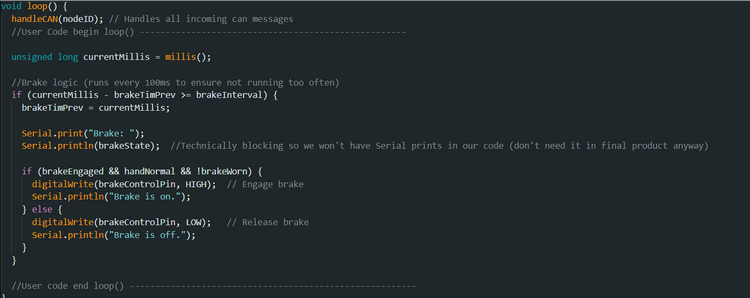 void loop() {
handleCAN(nodeID); // Handles all incoming can messages
//User Code begin loop() ----------------------------------------------------
unsigned long currentMillis = millis();
//Brake logic (runs every 100ms to ensure not running too often)
if (currentMillis - brakeTimPrev >= brakeInterval) {
brakeTimPrev = currentMillis;
Serial.print("Brake: ");
Serial.println(brakeState);  //Technically blocking so we won't have Serial prints in our code (don't need it in final product anyway)
if (brakeEngaged && handNormal && !brakeWorn) {
digitalWrite(brakeControlPin, HIGH);  // Engage brake
Serial.println("Brake is on.");
} else {
digitalWrite(brakeControlPin, LOW);   // Release brake
Serial.println("Brake is off.");
}
}
//User code end loop() --------------------------------------------------------
}